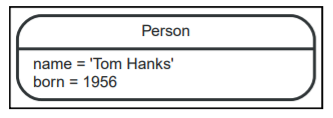 Person
name = 'Tom Hanks'
born = 1956